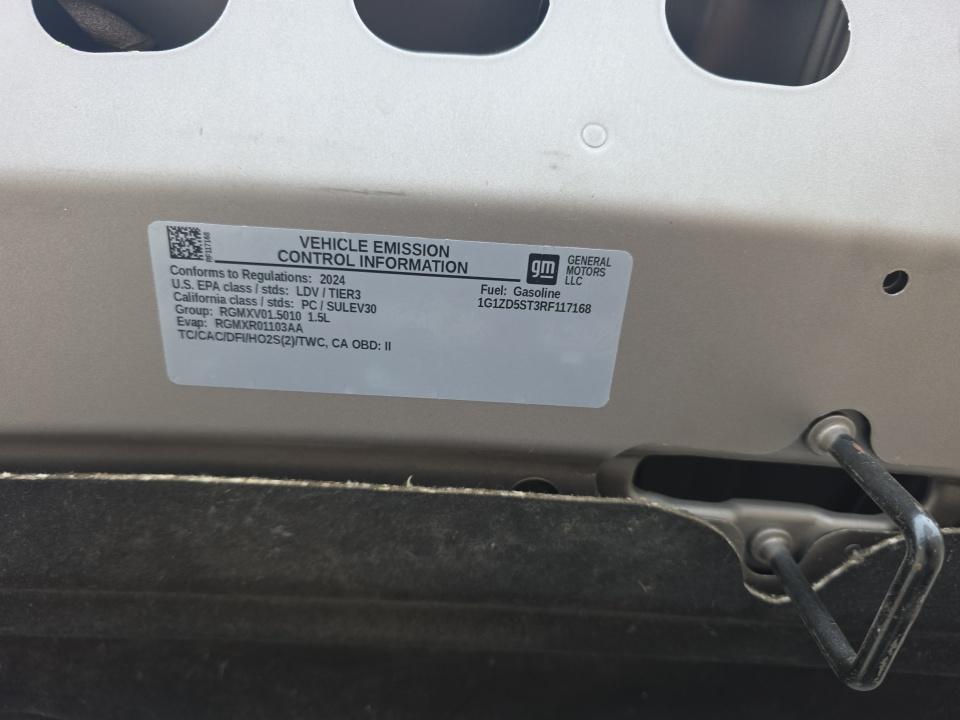 RF117168
VEHICLE EMISSION
CONTROL INFORMATION
gm
GENERAL
MOTORS
LLC
Conforms to Regulations: 2024
U.S. EPA class / stds: LDV / TIER3
California class / stds: PC / SULEV30
Group: RGMXV01.5010 1.5L
Evap: RGMXR01103AA
TC/CAC/DFI/HO2S(2)/TWC, CA OBD: II
Fuel: Gasoline
1G1ZD5ST3RF117168